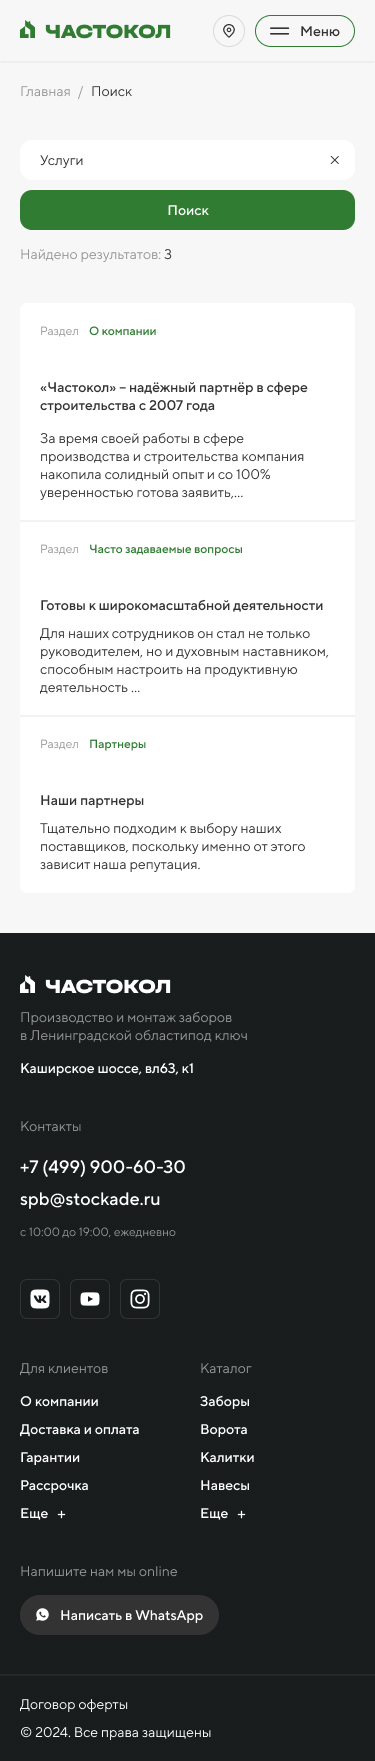 ЧАСТОКОЛ
Меню
Главная / Поиск
Услуги
Поиск
Найдено результатов: 3
Раздел О компании
«Частокол» – надёжный партнёр в сфере
строительства с 2007 года
За время своей работы в сфере
производства и строительства компания
накопила солидный опыт и со 100%
уверенностью готова заявить,...
Раздел Часто задаваемые вопросы
Готовы к широкомасштабной деятельности
Для наших сотрудников он стал не только
руководителем, но и духовным наставником,
способным настроить на продуктивную
деятельность ...
Раздел Партнеры
Наши партнеры
Тщательно подходим к выбору наших
поставщиков, поскольку именно от этого
зависит наша репутация.
ЧАСТОКОЛ
Производство и монтаж заборов
в Ленинградской областипод ключ
Каширское шоссе, вл63, к1
Контакты
+7 (499) 900-60-30
spb@stockade.ru
с 10:00 до 19:00, ежедневно
Для клиентов
О компании
Доставка и оплата
Гарантии
Рассрочка
Еще +
Каталог
Заборы
Ворота
Калитки
Навесы
Еще +
Напишите нам мы online
Написать в WhatsApp
Договор оферты
© 2024. Все права защищены